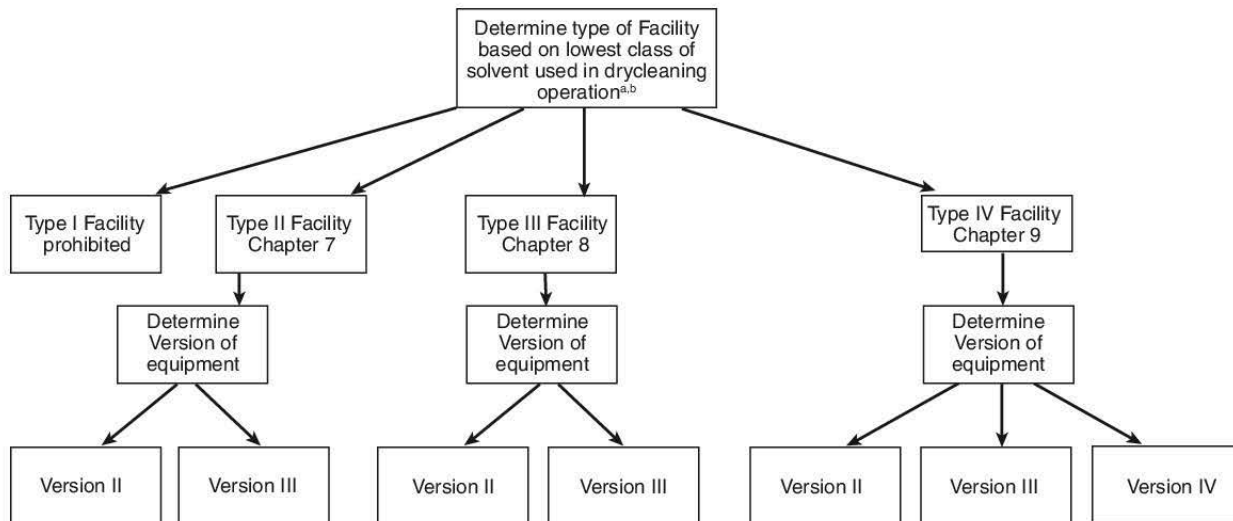 Determine type of Facility
based on lowest class of
solvent used in drycleaning
operationa,b
Type I Facility
prohibited
Type II Facility
Chapter 7
Type III Facility
Chapter 8
Type IV Facility
Chapter 9
Determine
Version of
equipment
Determine
Version of
equipment
Determine
Version of
equipment
Version II
Version III
Version II
Version III
Version II
Version III
Version IV